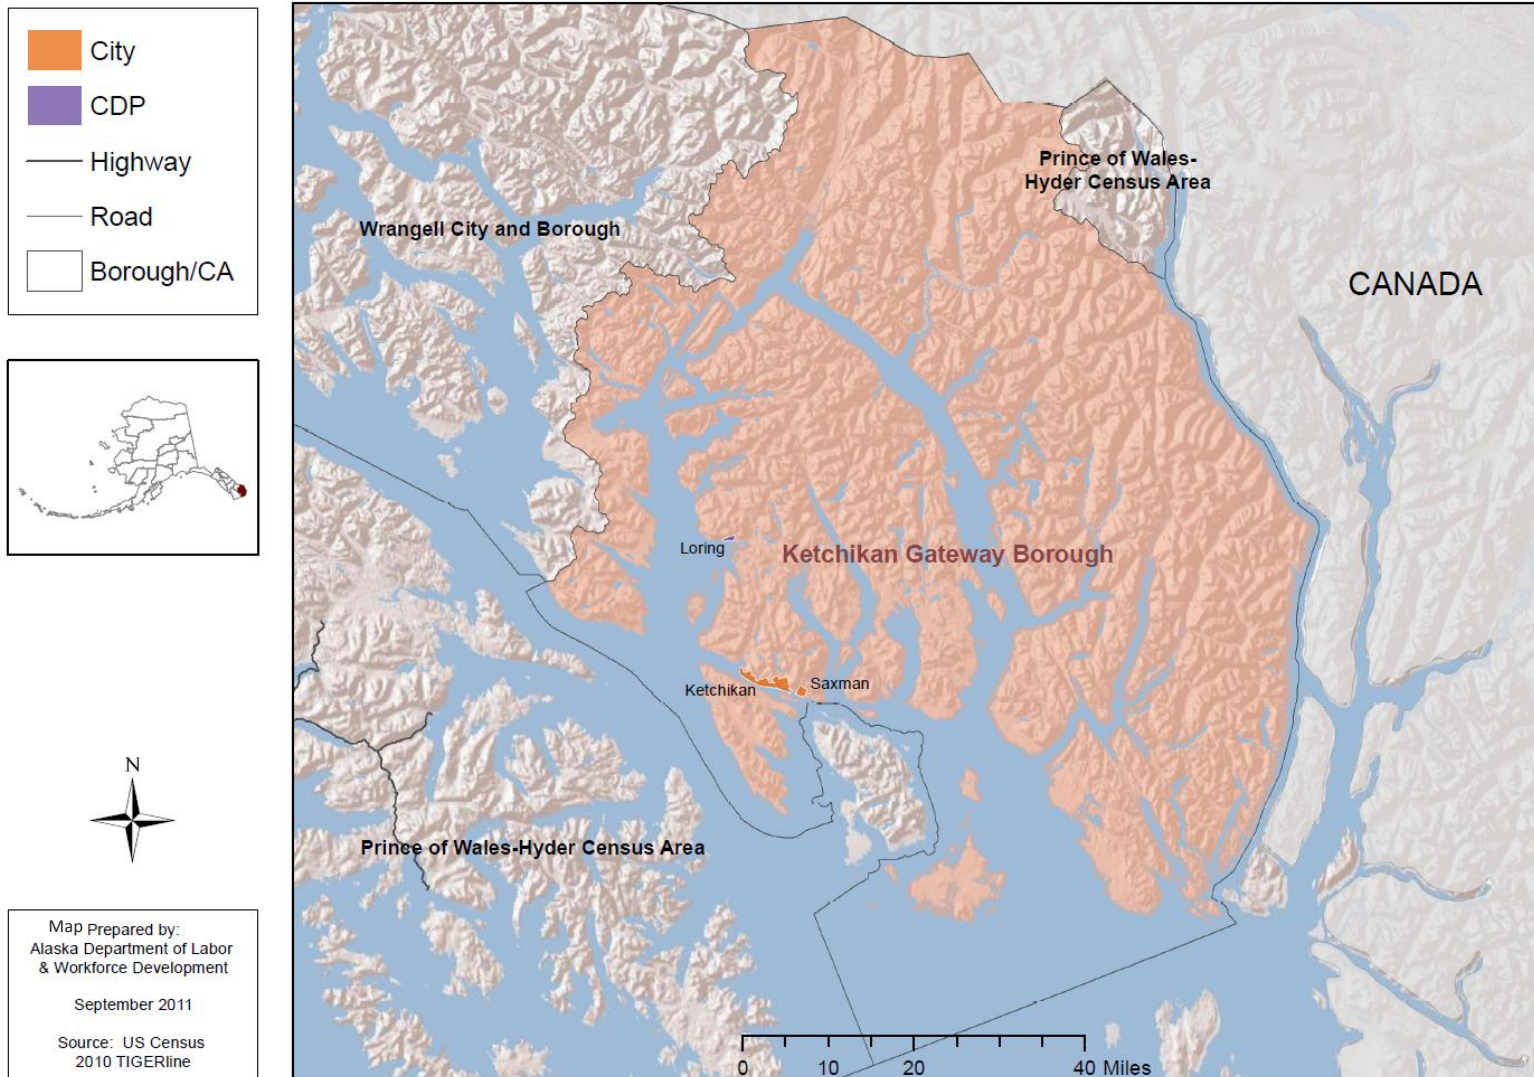 City
CDP
Highway
Road
Borough/CA
N
Map Prepared by:
Alaska Department of Labor
& Workforce Development
September 2011
Source: US Census
2010 TIGERline
Prince of Wales-
Hyder Census Area
Wrangell City and Borough
CANADA
Loring
Ketchikan Gateway Borough
Ketchikan
Saxman
Prince of Wales-Hyder Census Area
0 10 20 40 Miles